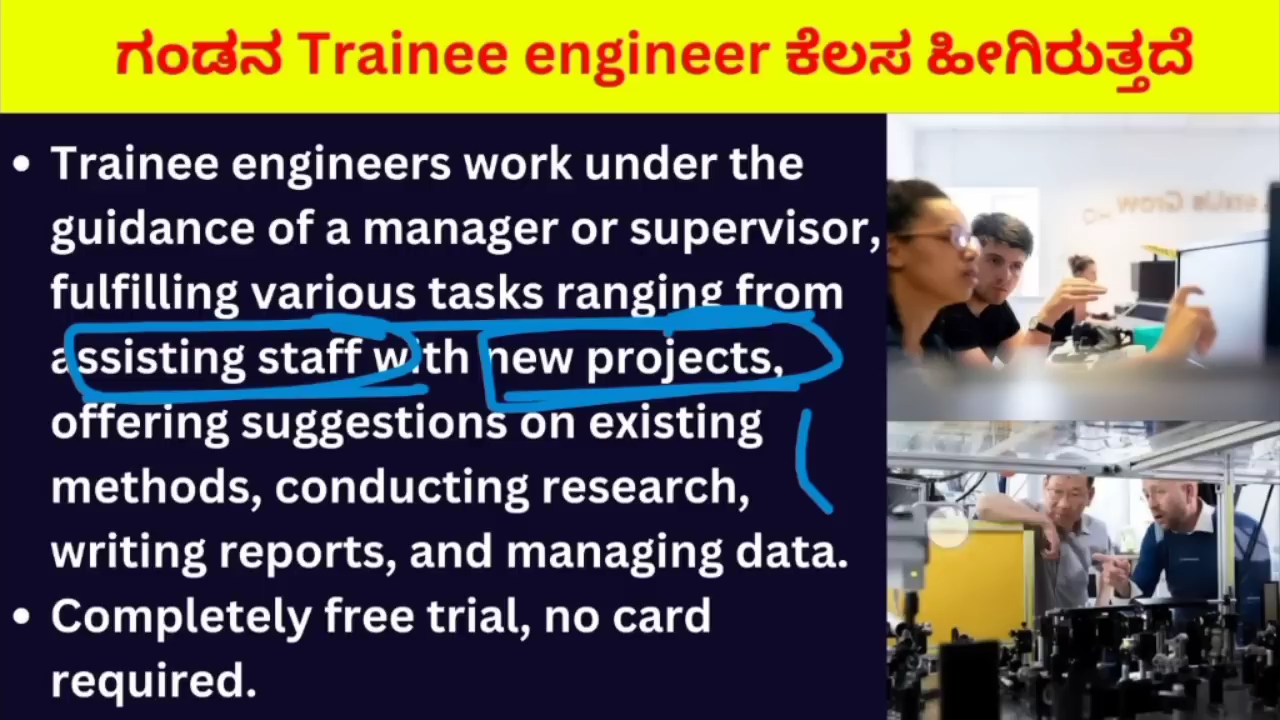 ಗಂಡನ Trainee engineer ಕೆಲಸ ಹೀಗಿರುತ್ತದೆ
• Trainee engineers work under the
guidance of a manager or supervisor,
fulfilling various tasks ranging from
assisting staff with new projects,
offering suggestions on existing
methods, conducting research,
writing reports, and managing data.
• Completely free trial, no card
required.